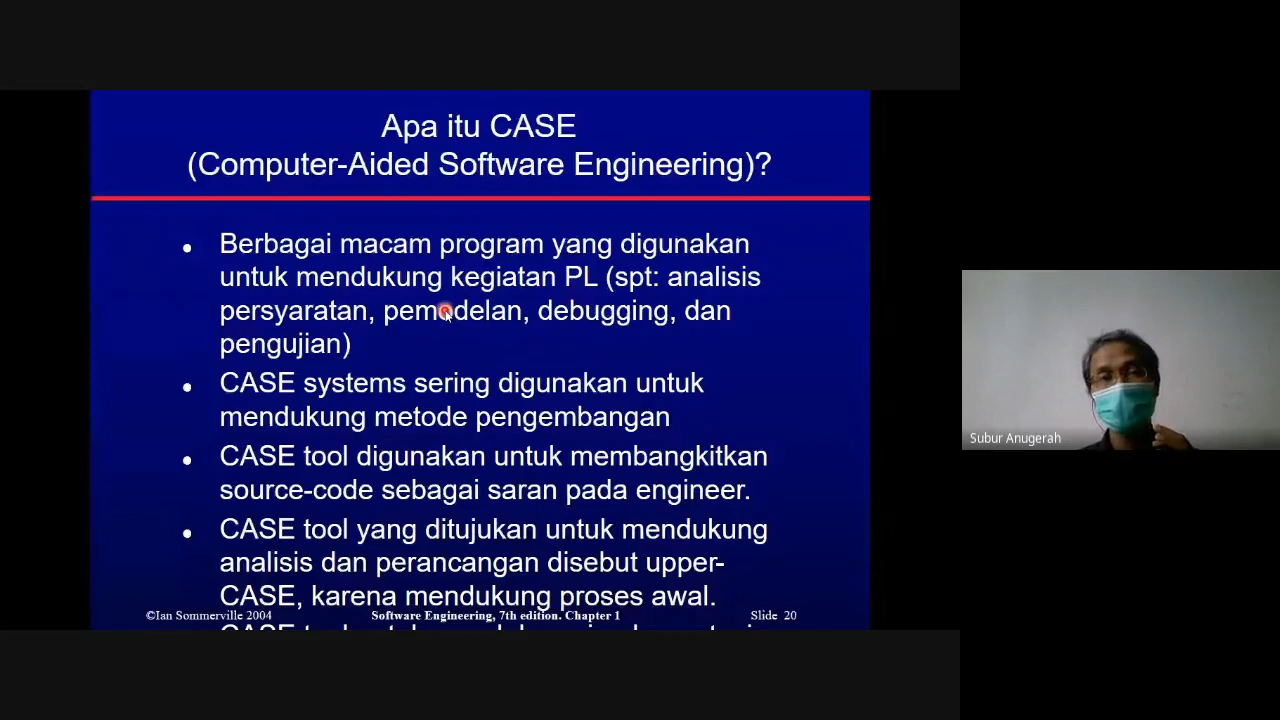 Apa itu CASE
(Computer-Aided Software Engineering)?
Berbagai macam program yang digunakan
untuk mendukung kegiatan PL (spt: analisis
persyaratan, pemodelan, debugging, dan
pengujian)
CASE systems sering digunakan untuk
mendukung metode pengembangan
CASE tool digunakan untuk membangkitkan
source-code sebagai saran pada engineer.
CASE tool yang ditujukan untuk mendukung
analisis dan perancangan disebut upper-
CASE, karena mendukung proses awal.
©Ian Sommerville 2004
Software Engineering, 7th edition. Chapter 1
Slide 20
Subur Anugerah